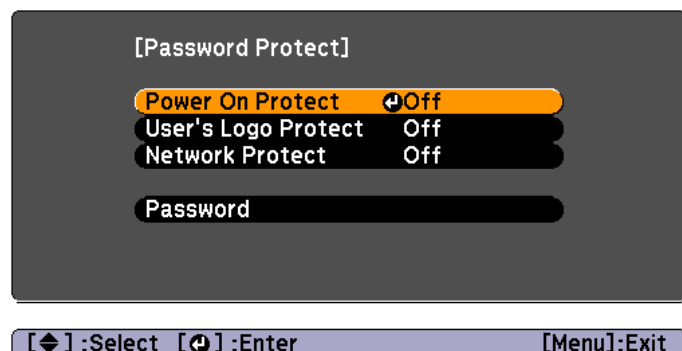 [Password Protect]
Power On Protect Off
User's Logo Protect Off
Network Protect Off
Password
[◆] :Select [↵] :Enter [Menu]:Exit